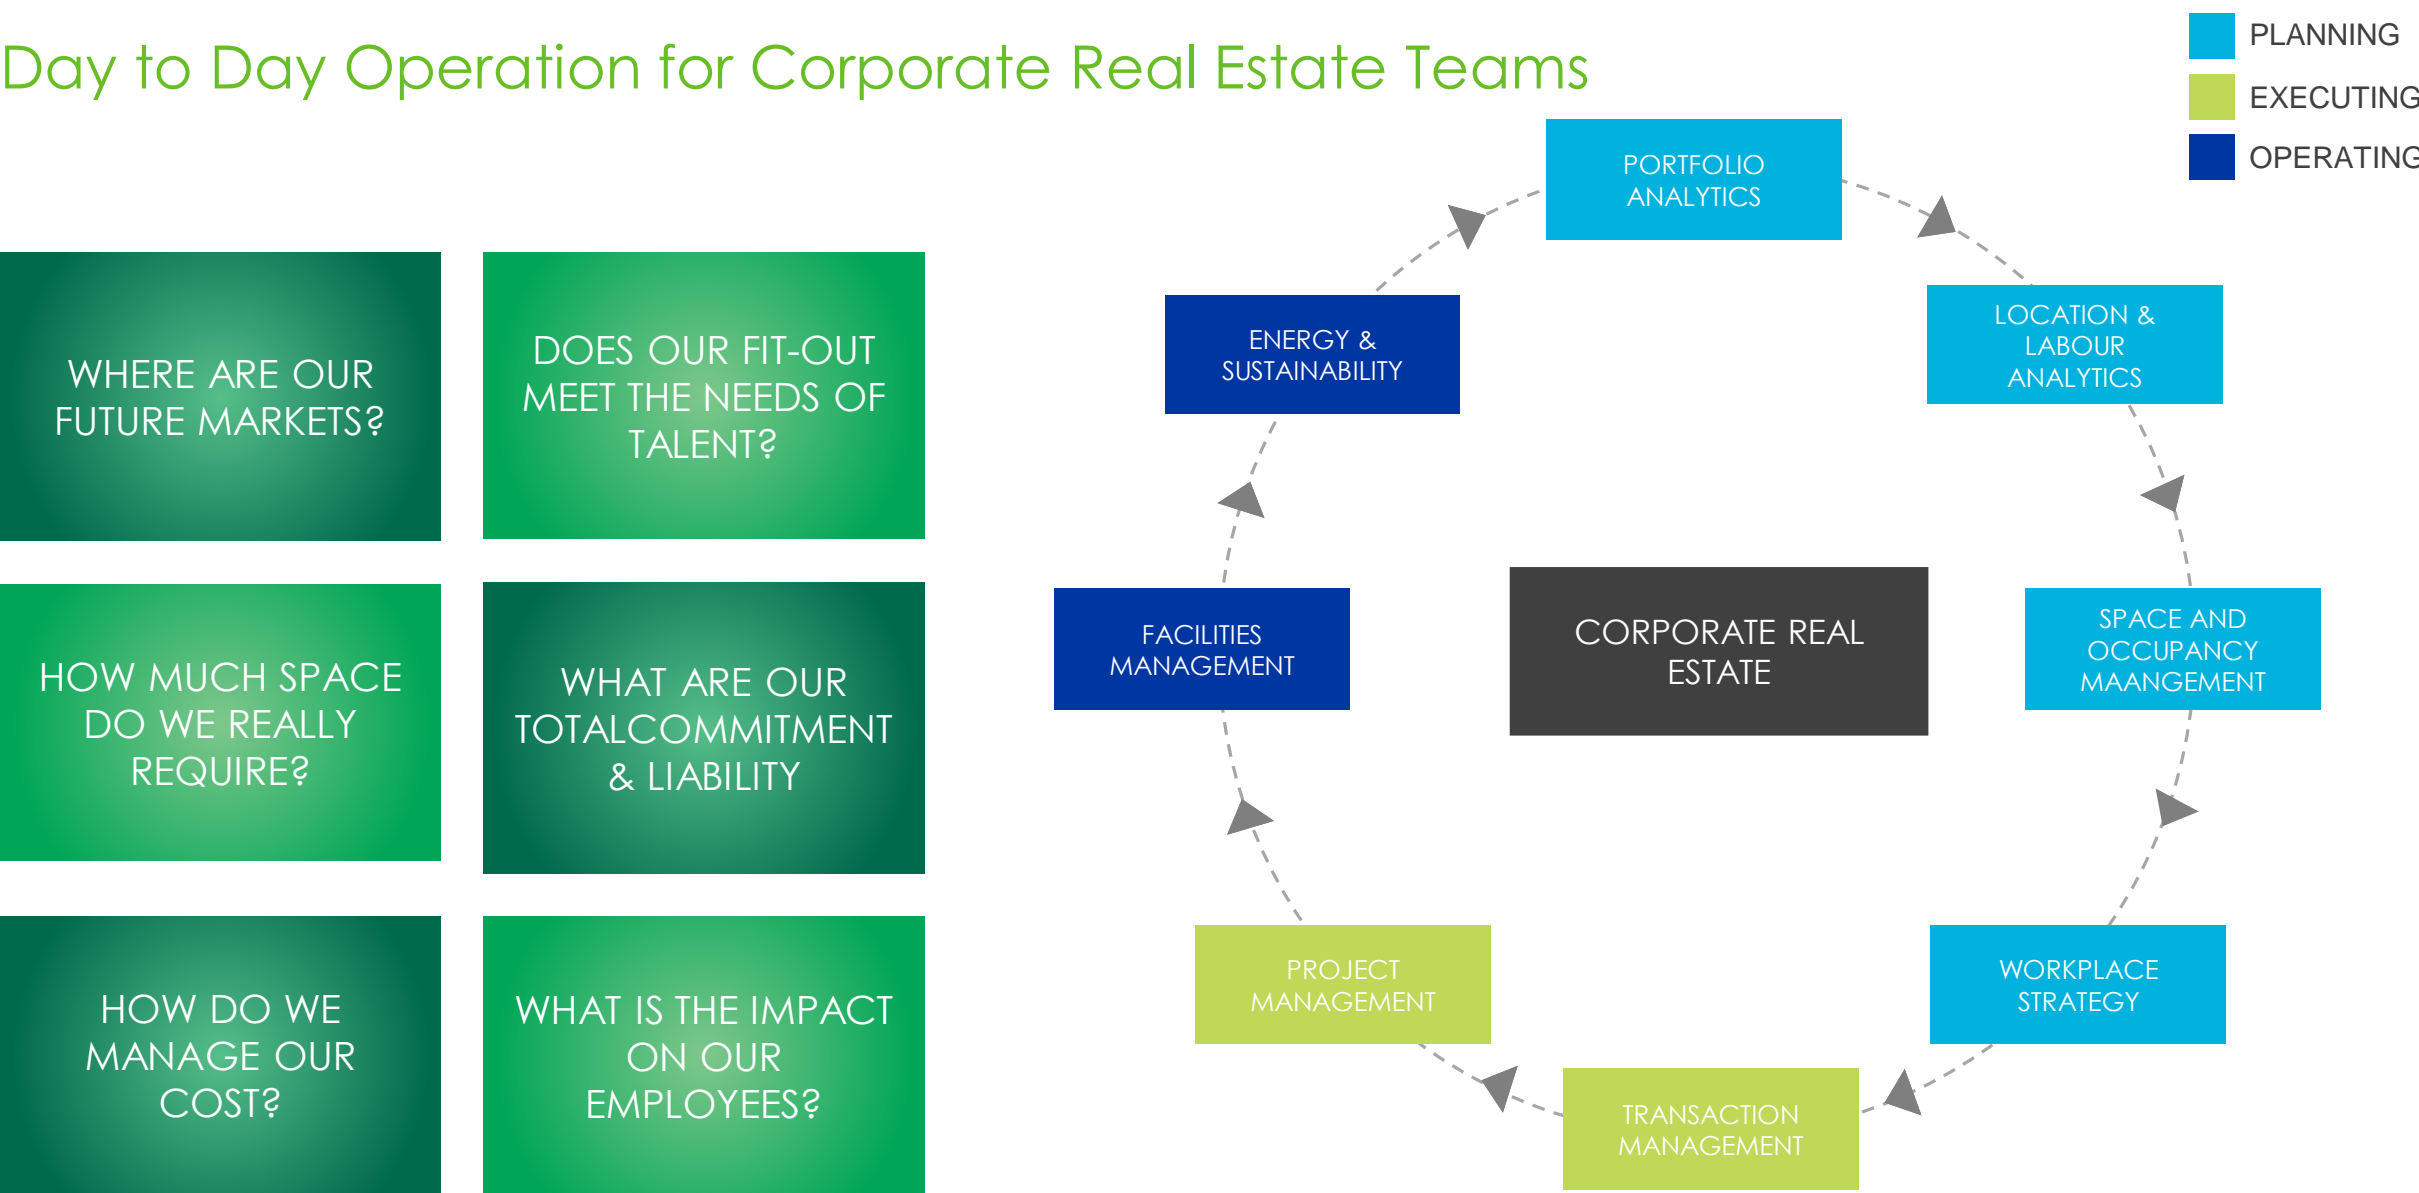 Day to Day Operation for Corporate Real Estate Teams
PLANNING
EXECUTING
OPERATING
WHERE ARE OUR
FUTURE MARKETS?
DOES OUR FIT-OUT
MEET THE NEEDS OF
TALENT?
HOW MUCH SPACE
DO WE REALLY
REQUIRE?
WHAT ARE OUR
TOTALCOMMITMENT
& LIABILITY
HOW DO WE
MANAGE OUR
COST?
WHAT IS THE IMPACT
ON OUR
EMPLOYEES?
PORTFOLIO
ANALYTICS
LOCATION &
LABOUR
ANALYTICS
SPACE AND
OCCUPANCY
MAANGEMENT
WORKPLACE
STRATEGY
TRANSACTION
MANAGEMENT
PROJECT
MANAGEMENT
FACILITIES
MANAGEMENT
ENERGY &
SUSTAINABILITY
CORPORATE REAL
ESTATE